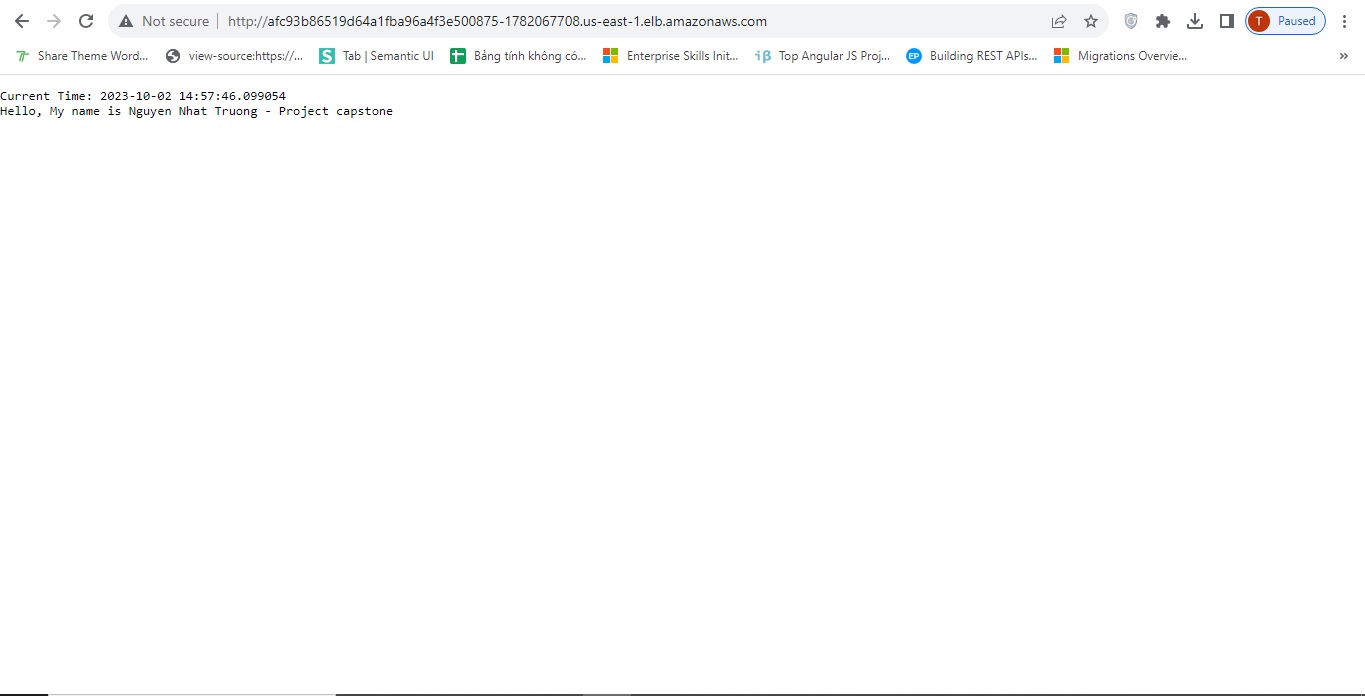 Not secure
http://afc93b86519d64a1fba96a4f3e500875-1782067708.us-east-1.elb.amazonaws.com
T Paused
Share Theme Word...
view-source:https://...
S Tab | Semantic UI
Bảng tính không có...
Enterprise Skills Init...
iβ Top Angular JS Proj...
EP Building REST APIs...
Migrations Overvie...
»
Current Time: 2023-10-02 14:57:46.099054
Hello, My name is Nguyen Nhat Truong - Project capstone